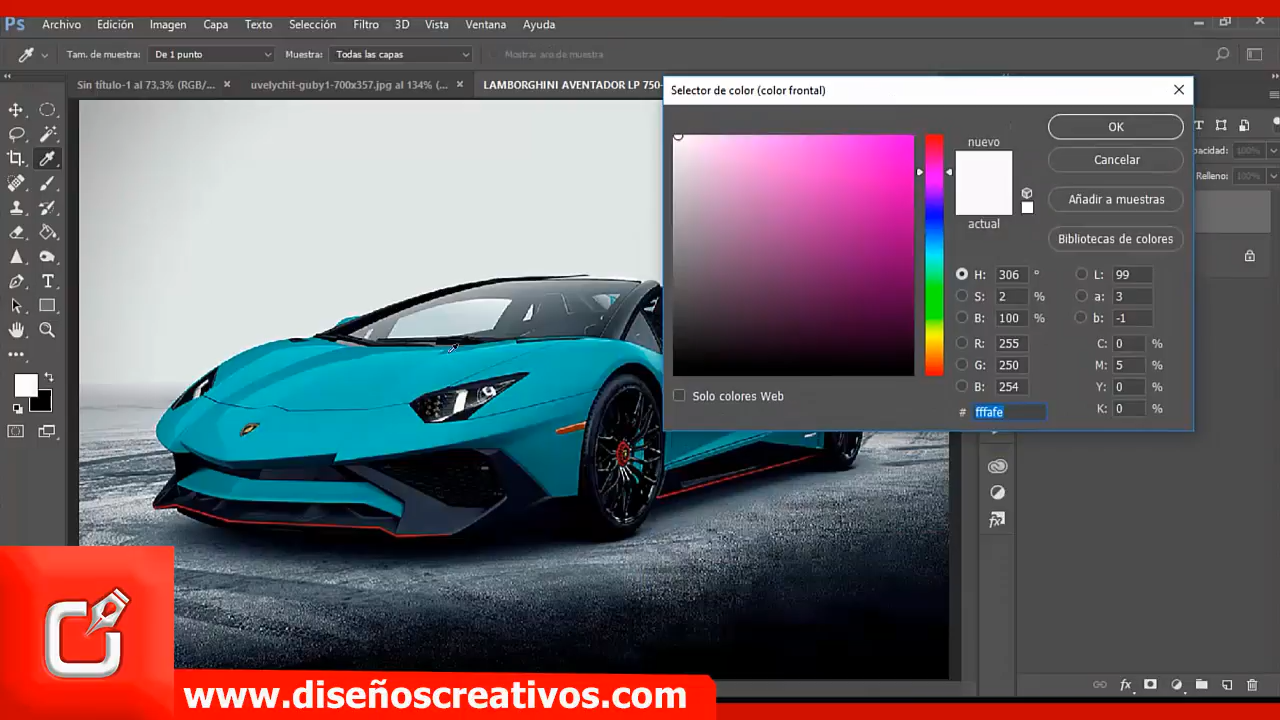 Ps Archivo Edición Imagen Capa Texto Selección Filtro 3D Vista Ventana Ayuda
Tam. de muestra: De 1 punto Muestra: Todas las capas Mostrar aro de muestra
Sin título-1 al 73,3% (RGB/... × uvelychit-guby1-700x357.jpg al 134% (... × LAMBORGHINI AVENTADOR LP 750-
Selector de color (color frontal)
OK
nuevo
Cancelar
Añadir a muestras
actual
Bibliotecas de colores
pacidad: 100%
Relleno: 100%
H: 306 ° L: 99
S: 2 % a: 3
B: 100 % b: -1
R: 255 C: 0 %
G: 250 M: 5 %
B: 254 Y: 0 %
Solo colores Web
K: 0 %
# fffafe
T
T
fx
fx
www.diseñoscreativos.com